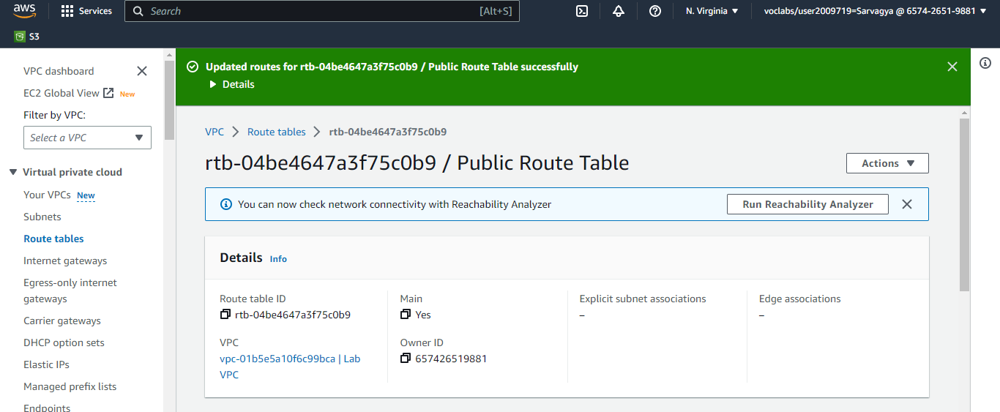 aws
Services
Search
[Alt+S]
N. Virginia
voclabs/user2009719=Sarvagya @ 6574-2651-9881
S3
VPC dashboard
EC2 Global View New
Filter by VPC:
Select a VPC
Virtual private cloud
Your VPCs New
Subnets
Route tables
Internet gateways
Egress-only internet
gateways
Carrier gateways
DHCP option sets
Elastic IPs
Managed prefix lists
Endpoints
Updated routes for rtb-04be4647a3f75c0b9 / Public Route Table successfully
Details
VPC
Route tables
rtb-04be4647a3f75c0b9
rtb-04be4647a3f75c0b9 / Public Route Table
Actions
You can now check network connectivity with Reachability Analyzer
Run Reachability Analyzer
Details Info
Route table ID
rtb-04be4647a3f75c0b9
VPC
vpc-01b5e5a10f6c99bca | Lab
VPC
Main
Yes
Owner ID
657426519881
Explicit subnet associations
–
Edge associations
–